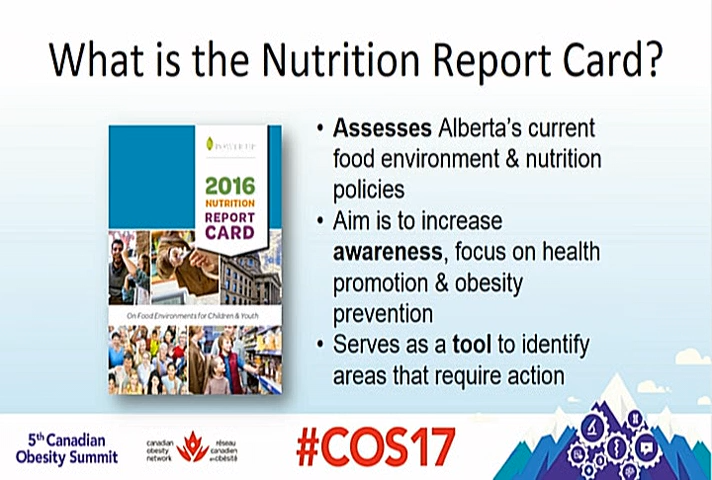 What is the Nutrition Report Card?
2016
NUTRITION
REPORT
CARD
On Food Environments for Children & Youth
• Assesses Alberta's current
food environment & nutrition
policies
• Aim is to increase
awareness, focus on health
promotion & obesity
prevention
• Serves as a tool to identify
areas that require action
5th Canadian
Obesity Summit
canadian
obesity
network
réseau
canadien
en obésité
#COS17